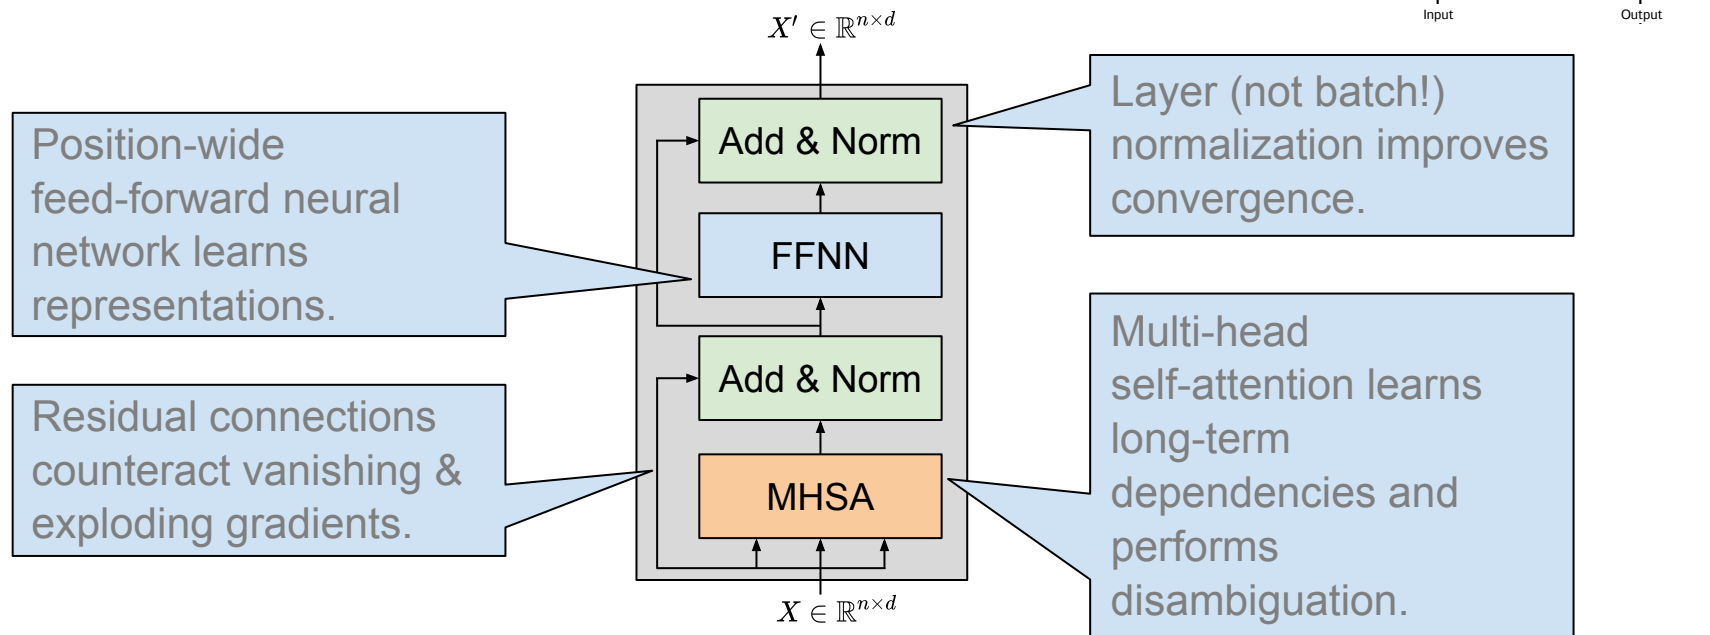 Input
Output
X′ ∈ ℝⁿˣᵈ
Position-wide
feed-forward neural
network learns
representations.
Residual connections
counteract vanishing &
exploding gradients.
Add & Norm
FFNN
Add & Norm
MHSA
X ∈ ℝⁿˣᵈ
Layer (not batch!)
normalization improves
convergence.
Multi-head
self-attention learns
long-term
dependencies and
performs
disambiguation.